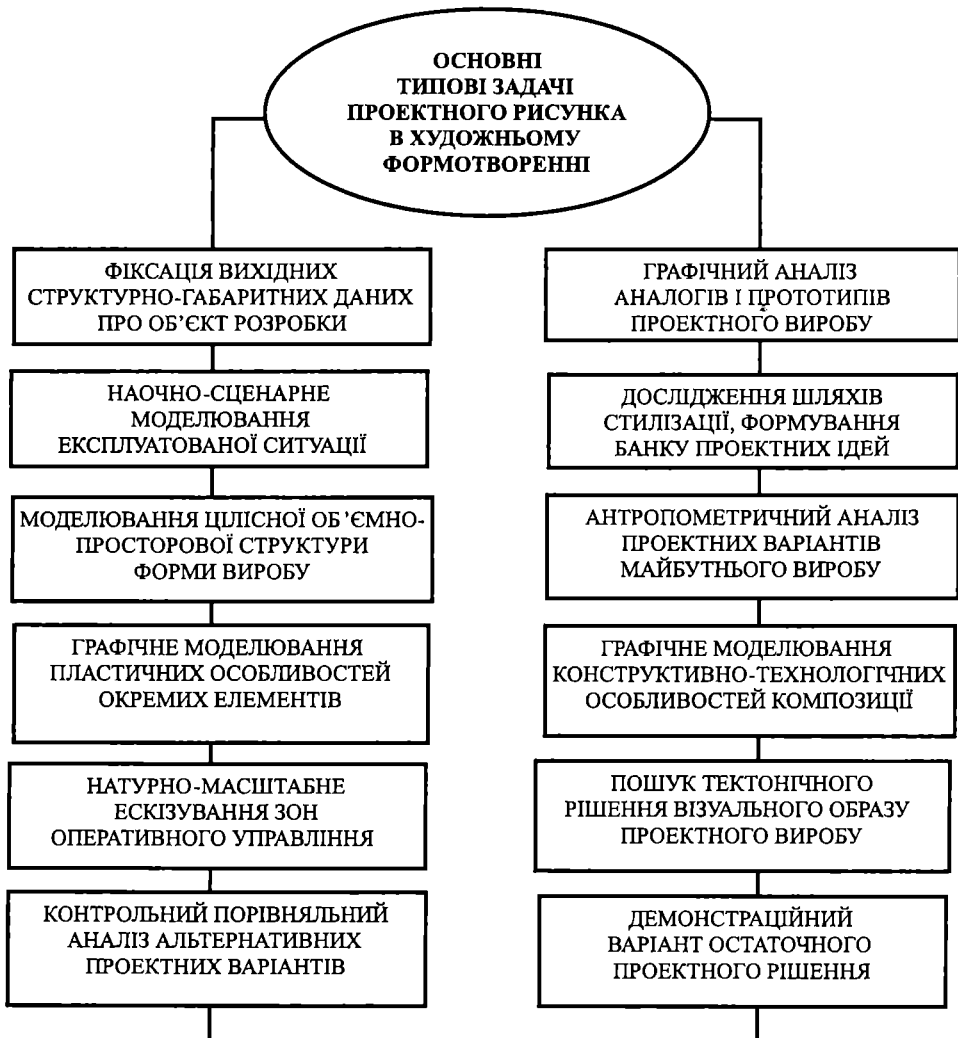 ОСНОВНІ
ТИПОВІ ЗАДАЧІ
ПРОЕКТНОГО РИСУНКА
В ХУДОЖНЬОМУ
ФОРМОТВОРЕННІ
ФІКСАЦІЯ ВИХІДНИХ
СТРУКТУРНО-ГАБАРИТНИХ ДАНИХ
ПРО ОБ’ЄКТ РОЗРОБКИ
НАОЧНО-СЦЕНАРНЕ
МОДЕЛЮВАННЯ
ЕКСПЛУАТОВАНОЇ СИТУАЦІЇ
МОДЕЛЮВАННЯ ЦІЛІСНОЇ ОБ’ЄМНО-
ПРОСТОРОВОЇ СТРУКТУРИ
ФОРМИ ВИРОБУ
ГРАФІЧНЕ МОДЕЛЮВАННЯ
ПЛАСТИЧНИХ ОСОБЛИВОСТЕЙ
ОКРЕМИХ ЕЛЕМЕНТІВ
НАТУРНО-МАСШТАБНЕ
ЕСКІЗУВАННЯ ЗОН
ОПЕРАТИВНОГО УПРАВЛІННЯ
КОНТРОЛЬНИЙ ПОРІВНЯЛЬНИЙ
АНАЛІЗ АЛЬТЕРНАТИВНИХ
ПРОЕКТНИХ ВАРІАНТІВ
ГРАФІЧНИЙ АНАЛІЗ
АНАЛОГІВ І ПРОТОТИПІВ
ПРОЕКТНОГО ВИРОБУ
ДОСЛІДЖЕННЯ ШЛЯХІВ
СТИЛІЗАЦІЇ, ФОРМУВАННЯ
БАНКУ ПРОЕКТНИХ ІДЕЙ
АНТРОПОМЕТРИЧНИЙ АНАЛІЗ
ПРОЕКТНИХ ВАРІАНТІВ
МАЙБУТНЬОГО ВИРОБУ
ГРАФІЧНЕ МОДЕЛЮВАННЯ
КОНСТРУКТИВНО-ТЕХНОЛОГІЧНИХ
ОСОБЛИВОСТЕЙ КОМПОЗИЦІЇ
ПОШУК ТЕКТОНІЧНОГО
РІШЕННЯ ВІЗУАЛЬНОГО ОБРАЗУ
ПРОЕКТНОГО ВИРОБУ
ДЕМОНСТРАЦІЙНИЙ
ВАРІАНТ ОСТАТОЧНОГО
ПРОЕКТНОГО РІШЕННЯ